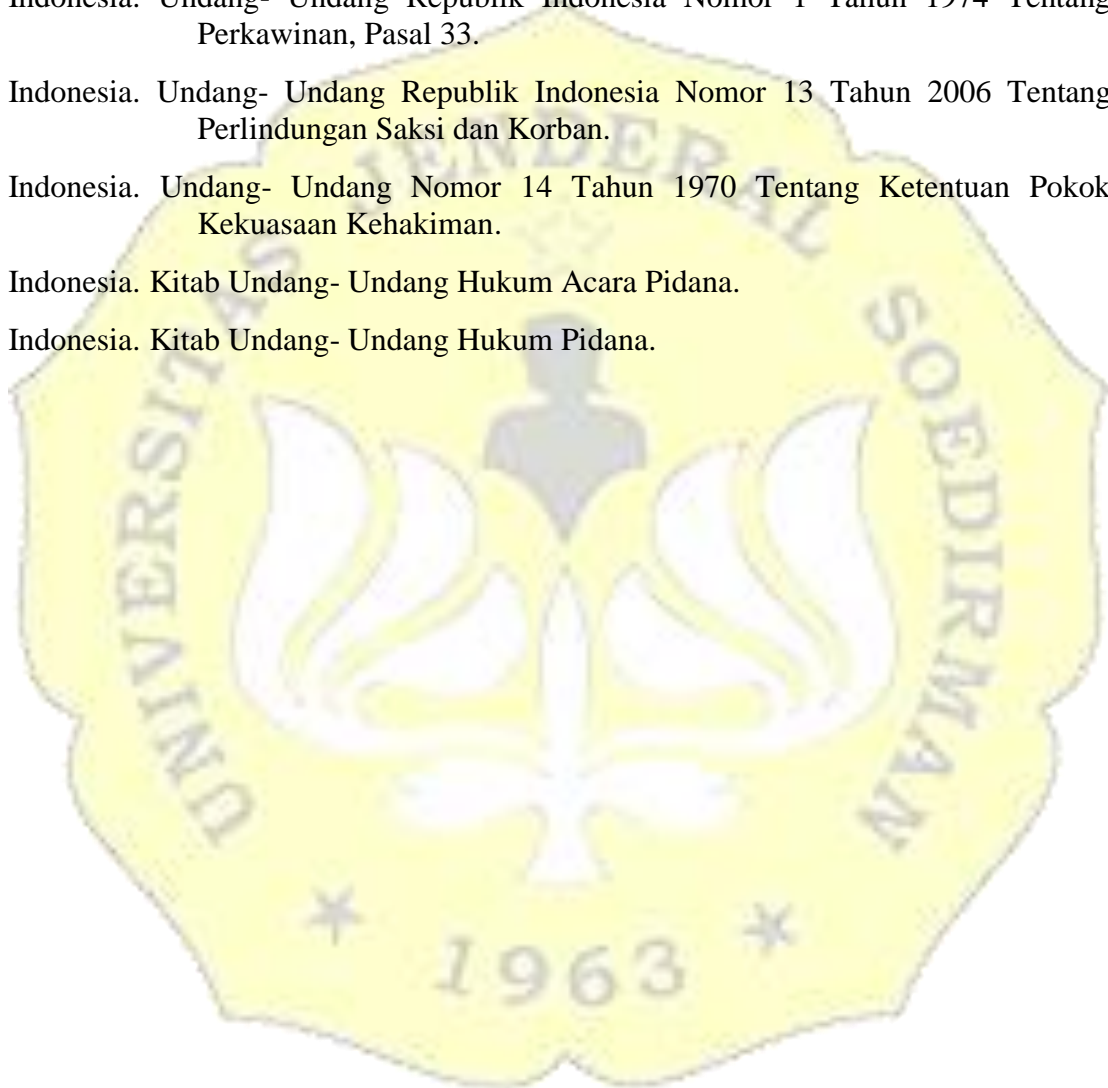 Indonesia. Undang- Undang Republik Indonesia Nomor 1 Tahun 1974 Tentang
Perkawinan, Pasal 33.
Indonesia. Undang- Undang Republik Indonesia Nomor 13 Tahun 2006 Tentang
Perlindungan Saksi dan Korban.
Indonesia. Undang- Undang Nomor 14 Tahun 1970 Tentang Ketentuan Pokok
Kekuasaan Kehakiman.
Indonesia. Kitab Undang- Undang Hukum Acara Pidana.
Indonesia. Kitab Undang- Undang Hukum Pidana.
UNIVERSITAS JENDERAL SOEDIRMAN
1963